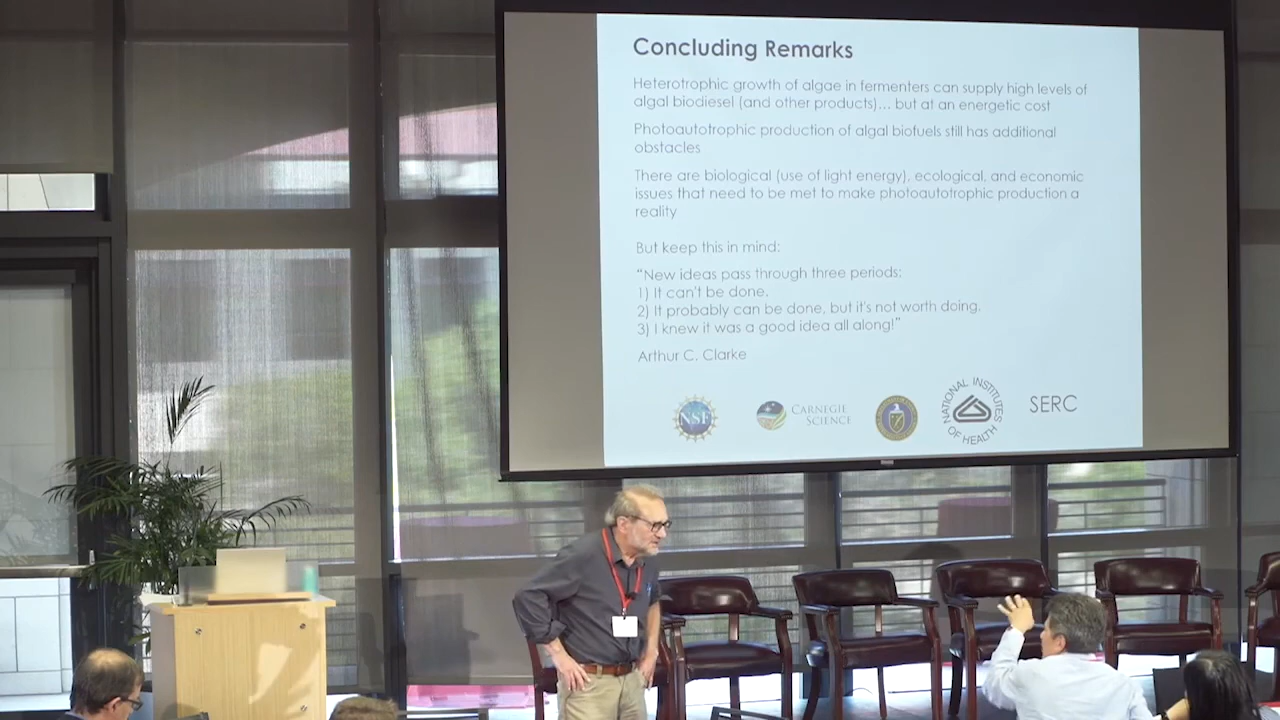 Concluding Remarks
Heterotrophic growth of algae in fermenters can supply high levels of
algal biodiesel (and other products)... but at an energetic cost
Photoautotrophic production of algal biofuels still has additional
obstacles
There are biological (use of light energy), ecological, and economic
issues that need to be met to make photoautotrophic production a
reality
But keep this in mind:
“New ideas pass through three periods:
1) It can't be done.
2) It probably can be done, but it's not worth doing.
3) I knew it was a good idea all along!”
Arthur C. Clarke
NSF
CARNEGIE
SCIENCE
NATIONAL INSTITUTES
OF HEALTH
SERC